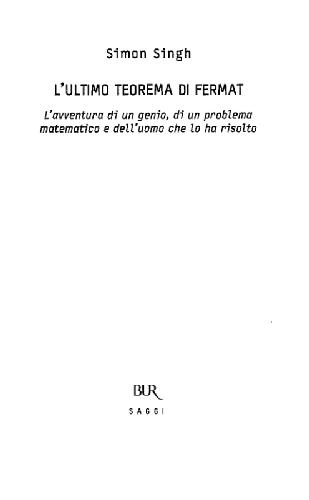 Simon Singh
L'ULTIMO TEOREMA DI FERMAT
L'avventura di un genio, di un problema
matematico e dell'uomo che lo ha risolto
BUR
SAGGI